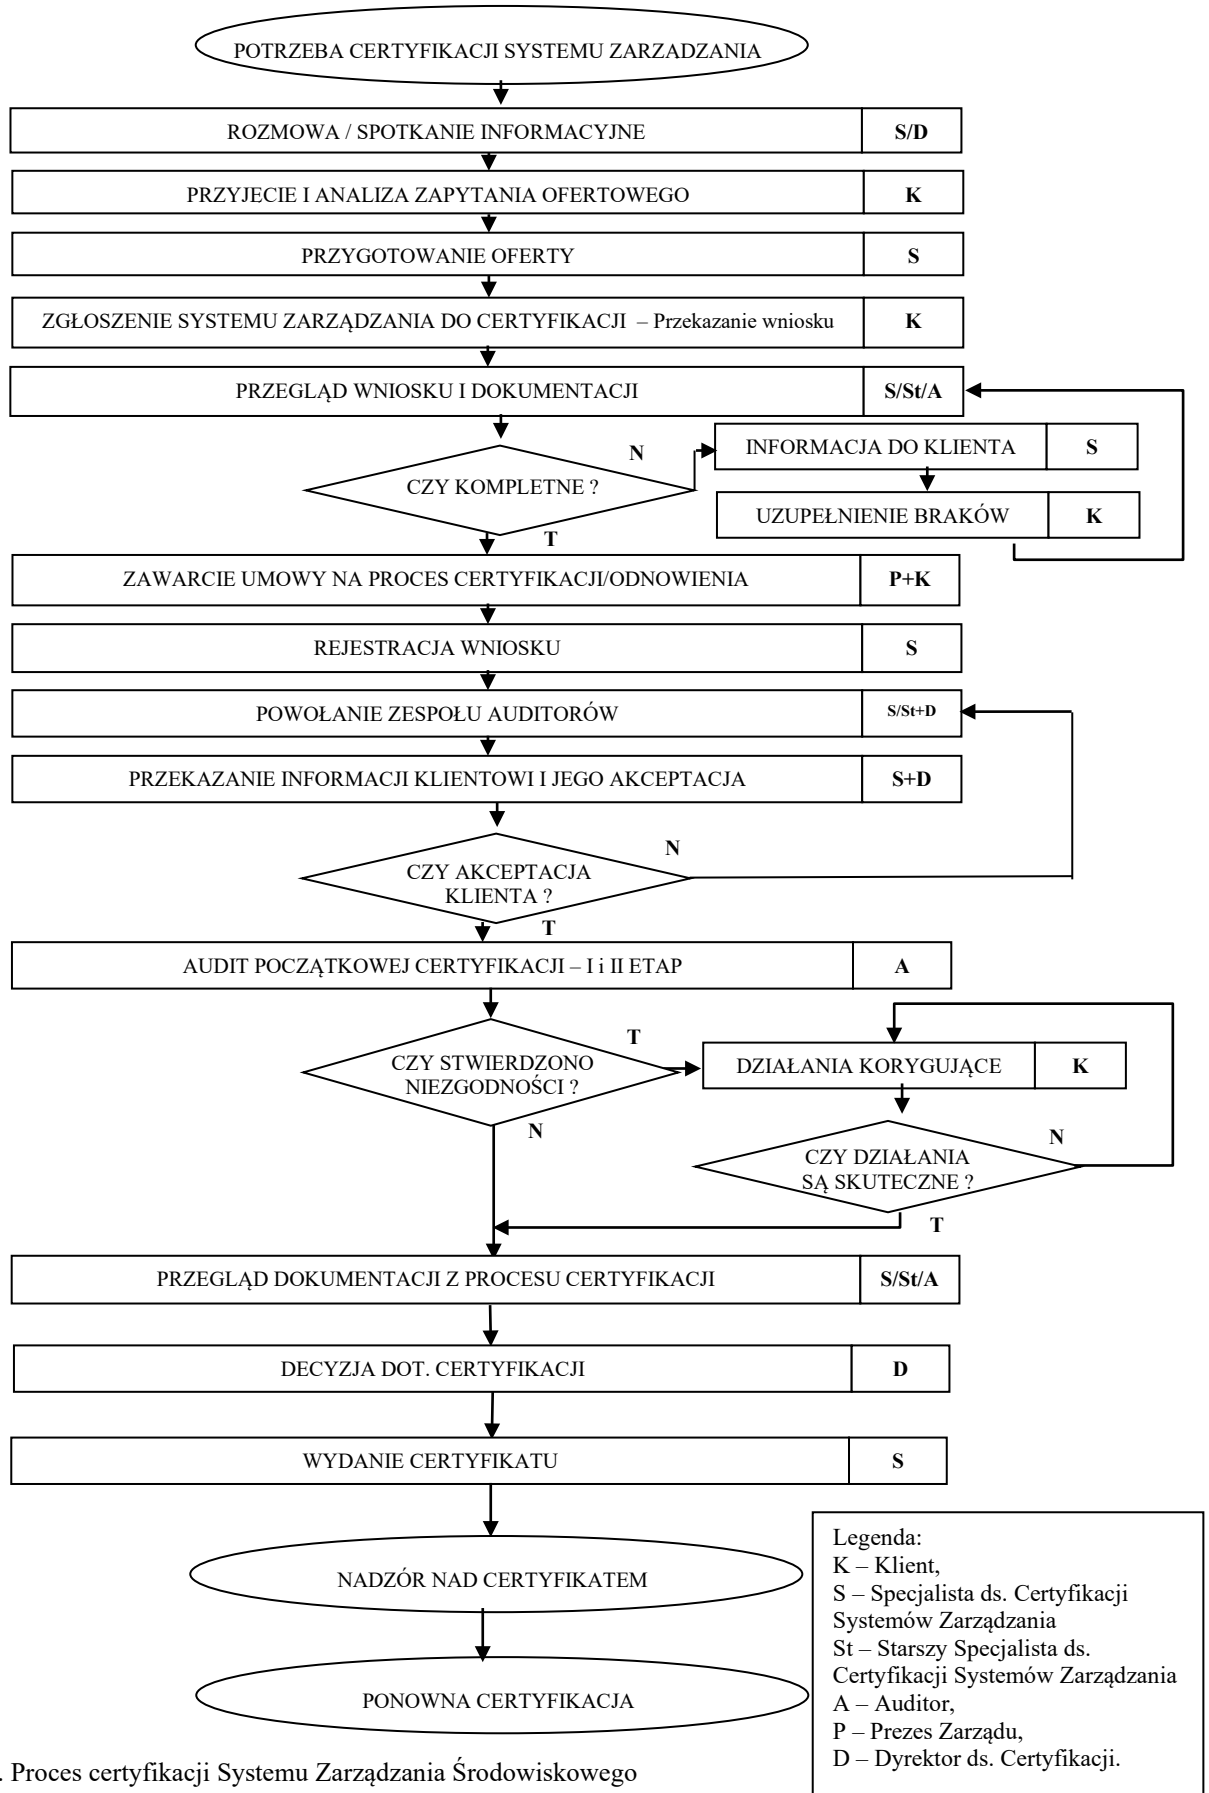 POTRZEBA CERTYFIKACJI SYSTEMU ZARZADZANIA
ROZMOWA / SPOTKANIE INFORMACYJNE S/D
PRZYJECIE I ANALIZA ZAPYTANIA OFERTOWEGO K
PRZYGOTOWANIE OFERTY S
ZGŁOSZENIE SYSTEMU ZARZĄDZANIA DO CERTYFIKACJI – Przekazanie wniosku K
PRZEGLĄD WNIOSKU I DOKUMENTACJI S/St/A
CZY KOMPLETNE ?
N
INFORMACJA DO KLIENTA S
UZUPEŁNIENIE BRAKÓW K
T
ZAWARCIE UMOWY NA PROCES CERTYFIKACJI/ODNOWIENIA P+K
REJESTRACJA WNIOSKU S
POWOŁANIE ZESPOŁU AUDITORÓW S/St+D
PRZEKAZANIE INFORMACJI KLIENTOWI I JEGO AKCEPTACJA S+D
N
CZY AKCEPTACJA
KLIENTA ?
T
AUDIT POCZĄTKOWEJ CERTYFIKACJI – I i II ETAP A
CZY STWIERDZONO
NIEZGODNOŚCI ?
T
DZIAŁANIA KORYGUJĄCE K
N
CZY DZIAŁANIA
SĄ SKUTECZNE ?
N
T
PRZEGLĄD DOKUMENTACJI Z PROCESU CERTYFIKACJI S/St/A
DECYZJA DOT. CERTYFIKACJI D
WYDANIE CERTYFIKATU S
NADZÓR NAD CERTYFIKATEM
PONOWNA CERTYFIKACJA
Legenda:
K – Klient,
S – Specjalista ds. Certyfikacji
Systemów Zarządzania
St – Starszy Specjalista ds.
Certyfikacji Systemów Zarządzania
A – Auditor,
P – Prezes Zarządu,
D – Dyrektor ds. Certyfikacji.
. Proces certyfikacji Systemu Zarządzania Środowiskowego